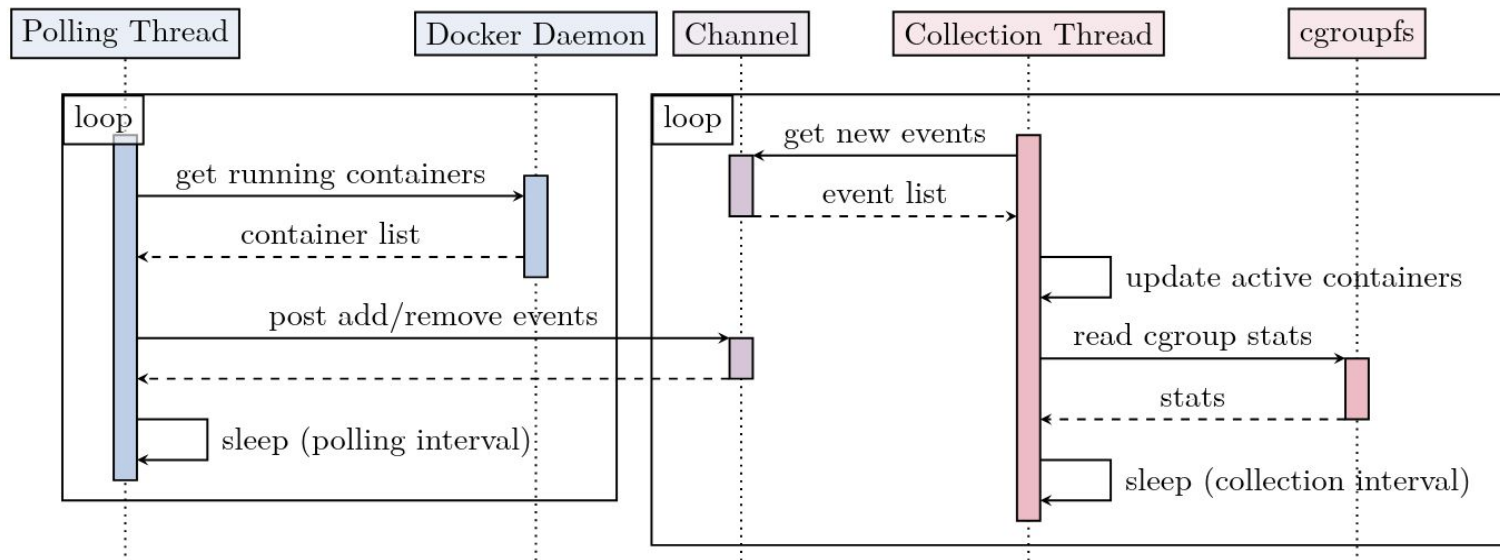 Polling Thread
Docker Daemon
Channel
Collection Thread
cgroupfs
loop
loop
get new events
get running containers
event list
container list
update active containers
post add/remove events
read cgroup stats
stats
sleep (polling interval)
sleep (collection interval)